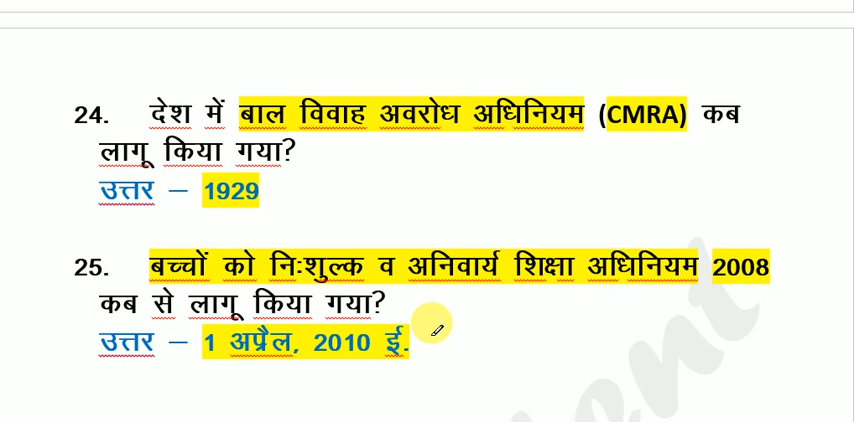 24. देश में बाल विवाह अवरोध अधिनियम (CMRA) कब
लागू किया गया?
उत्तर – 1929
25. बच्चों को निःशुल्क व अनिवार्य शिक्षा अधिनियम 2008
कब से लागू किया गया?
उत्तर – 1 अप्रैल, 2010 ई.